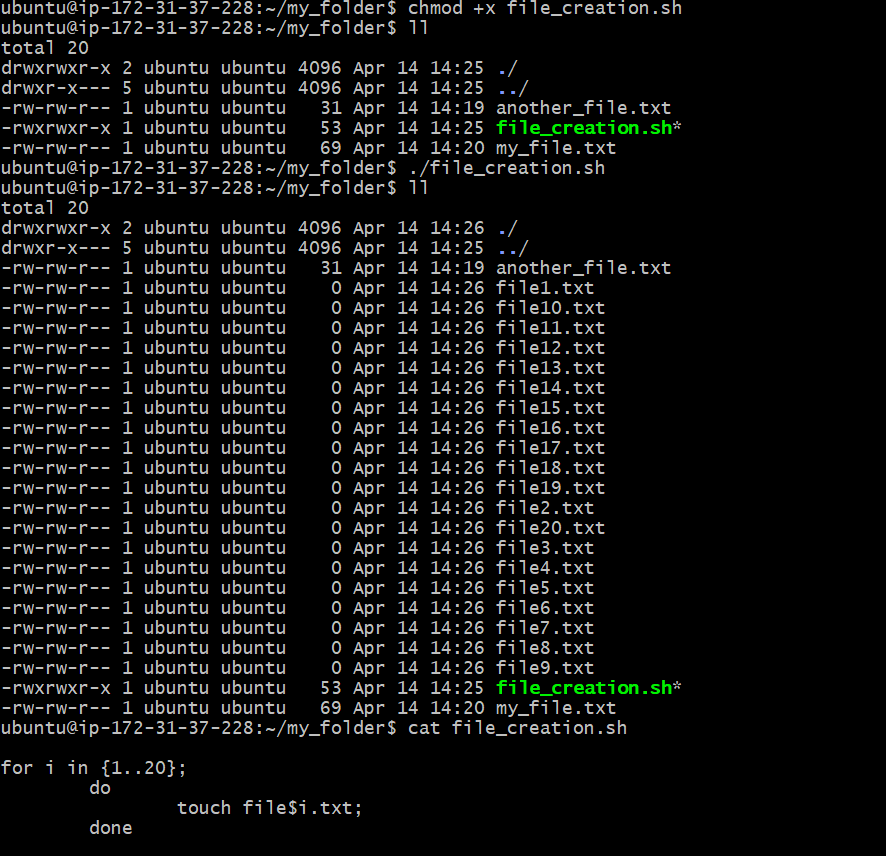 ubuntu@ip-172-31-37-228:~/my_folder$ chmod +x file_creation.sh
ubuntu@ip-172-31-37-228:~/my_folder$ ll
total 20
drwxrwxr-x 2 ubuntu ubuntu 4096 Apr 14 14:25 ./
drwxr-x--- 5 ubuntu ubuntu 4096 Apr 14 14:25 ../
-rw-rw-r-- 1 ubuntu ubuntu   31 Apr 14 14:19 another_file.txt
-rwxrwxr-x 1 ubuntu ubuntu   53 Apr 14 14:25 file_creation.sh*
-rw-rw-r-- 1 ubuntu ubuntu   69 Apr 14 14:20 my_file.txt
ubuntu@ip-172-31-37-228:~/my_folder$ ./file_creation.sh
ubuntu@ip-172-31-37-228:~/my_folder$ ll
total 20
drwxrwxr-x 2 ubuntu ubuntu 4096 Apr 14 14:26 ./
drwxr-x--- 5 ubuntu ubuntu 4096 Apr 14 14:25 ../
-rw-rw-r-- 1 ubuntu ubuntu   31 Apr 14 14:19 another_file.txt
-rw-rw-r-- 1 ubuntu ubuntu    0 Apr 14 14:26 file1.txt
-rw-rw-r-- 1 ubuntu ubuntu    0 Apr 14 14:26 file10.txt
-rw-rw-r-- 1 ubuntu ubuntu    0 Apr 14 14:26 file11.txt
-rw-rw-r-- 1 ubuntu ubuntu    0 Apr 14 14:26 file12.txt
-rw-rw-r-- 1 ubuntu ubuntu    0 Apr 14 14:26 file13.txt
-rw-rw-r-- 1 ubuntu ubuntu    0 Apr 14 14:26 file14.txt
-rw-rw-r-- 1 ubuntu ubuntu    0 Apr 14 14:26 file15.txt
-rw-rw-r-- 1 ubuntu ubuntu    0 Apr 14 14:26 file16.txt
-rw-rw-r-- 1 ubuntu ubuntu    0 Apr 14 14:26 file17.txt
-rw-rw-r-- 1 ubuntu ubuntu    0 Apr 14 14:26 file18.txt
-rw-rw-r-- 1 ubuntu ubuntu    0 Apr 14 14:26 file19.txt
-rw-rw-r-- 1 ubuntu ubuntu    0 Apr 14 14:26 file2.txt
-rw-rw-r-- 1 ubuntu ubuntu    0 Apr 14 14:26 file20.txt
-rw-rw-r-- 1 ubuntu ubuntu    0 Apr 14 14:26 file3.txt
-rw-rw-r-- 1 ubuntu ubuntu    0 Apr 14 14:26 file4.txt
-rw-rw-r-- 1 ubuntu ubuntu    0 Apr 14 14:26 file5.txt
-rw-rw-r-- 1 ubuntu ubuntu    0 Apr 14 14:26 file6.txt
-rw-rw-r-- 1 ubuntu ubuntu    0 Apr 14 14:26 file7.txt
-rw-rw-r-- 1 ubuntu ubuntu    0 Apr 14 14:26 file8.txt
-rw-rw-r-- 1 ubuntu ubuntu    0 Apr 14 14:26 file9.txt
-rwxrwxr-x 1 ubuntu ubuntu   53 Apr 14 14:25 file_creation.sh*
-rw-rw-r-- 1 ubuntu ubuntu   69 Apr 14 14:20 my_file.txt
ubuntu@ip-172-31-37-228:~/my_folder$ cat file_creation.sh

for i in {1..20};
        do
                touch file$i.txt;
        done